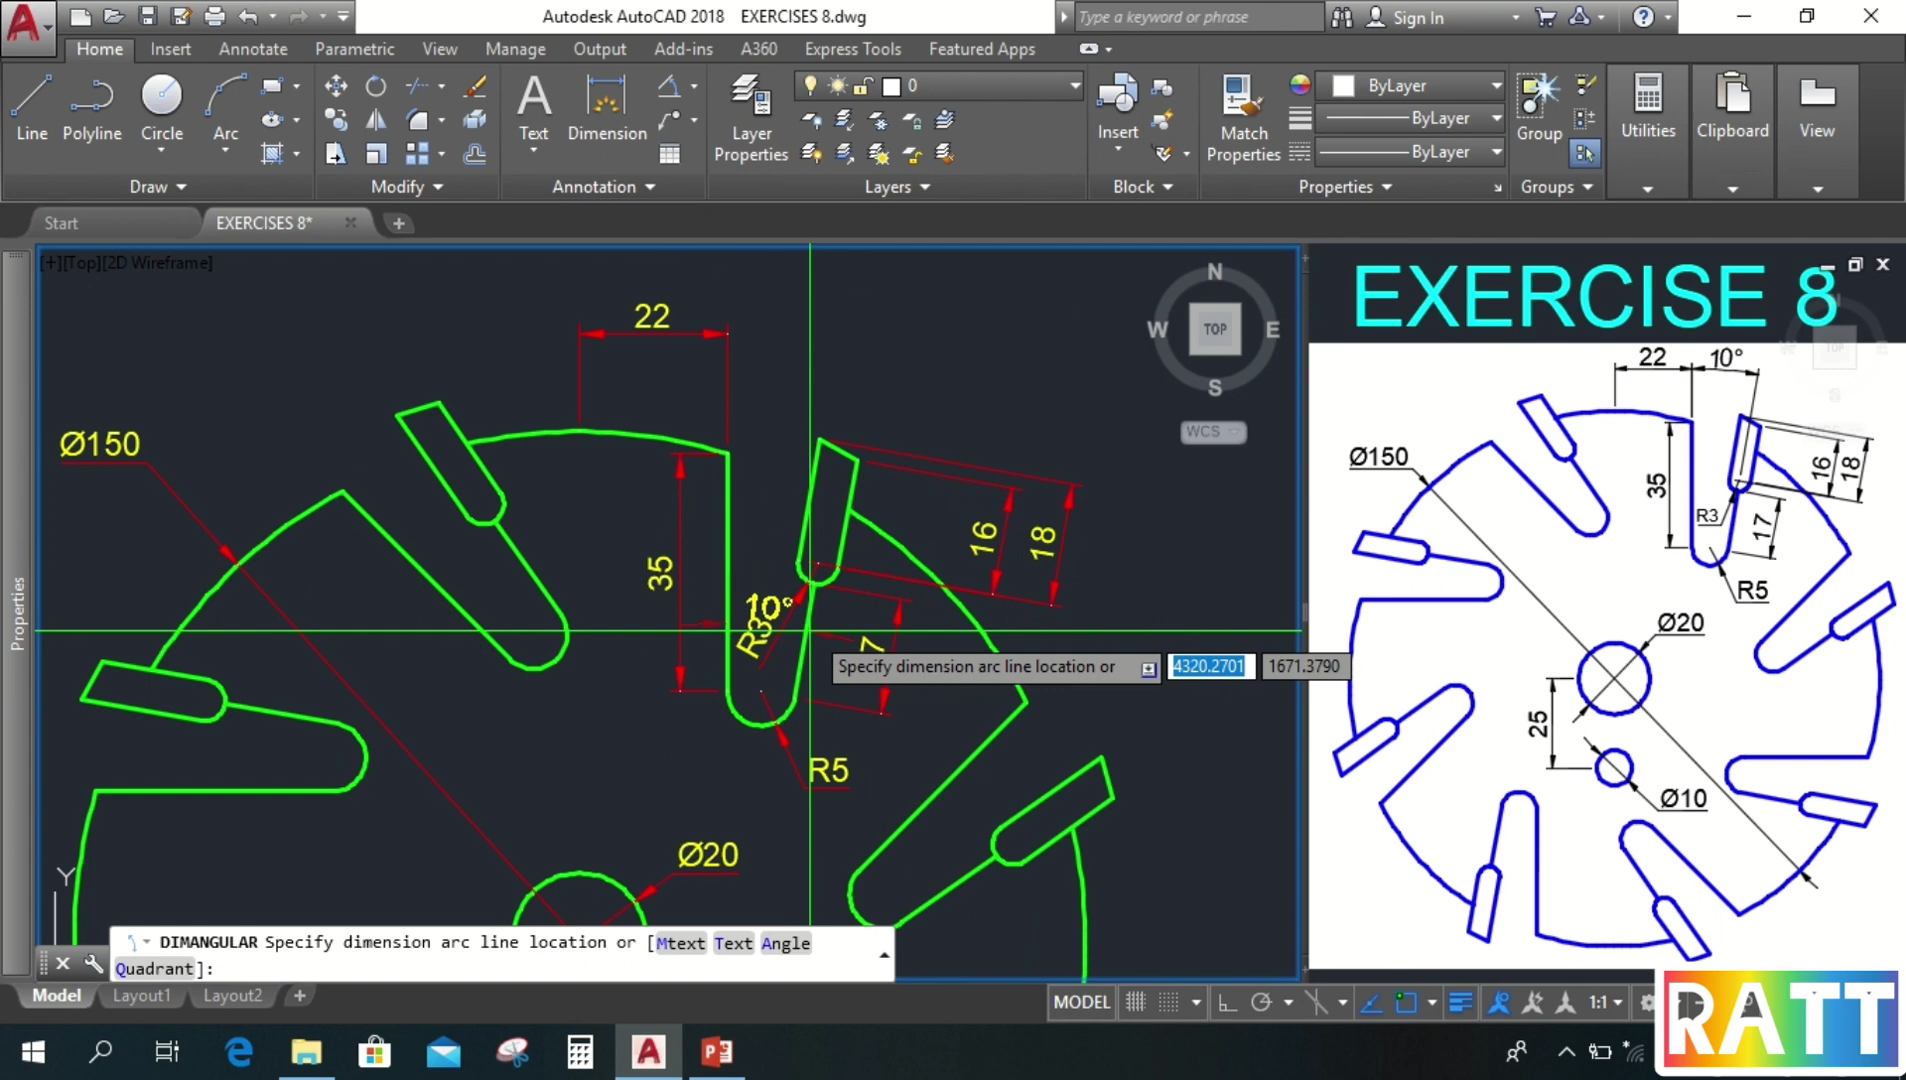 Autodesk AutoCAD 2018 EXERCISES 8.dwg
Type a keyword or phrase
Sign In
Home Insert Annotate Parametric View Manage Output Add-ins A360 Express Tools Featured Apps
Line Polyline Circle Arc
Draw
Modify
Text Dimension
Annotation
Layer Properties
0
Layers
Insert
Block
Match Properties
ByLayer
ByLayer
ByLayer
Properties
Group
Groups
Utilities
Clipboard
View
Start
EXERCISES 8*
[+][Top][2D Wireframe]
Properties
N
W TOP E
S
WCS
22
Ø150
35
10°
R3
16
18
7
R5
Ø20
Y
Specify dimension arc line location or 4320.2701 1671.3790
DIMANGULAR Specify dimension arc line location or [Mtext Text Angle
Quadrant]:
EXERCISE 8
TOP
22
10°
Ø150
35
16
18
R3
17
R5
Ø20
25
Ø10
Model Layout1 Layout2
MODEL
1:1
A
RATT